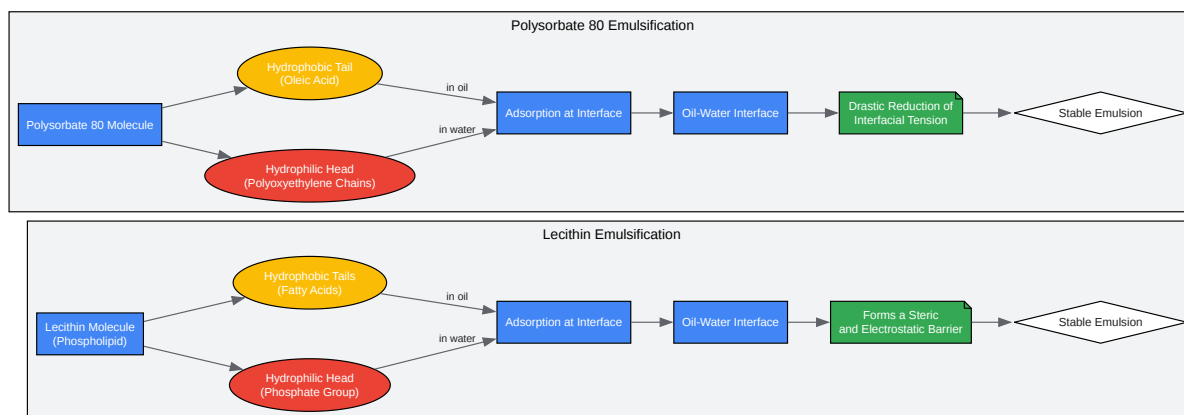 Polysorbate 80 Emulsification
Hydrophobic Tail
(Oleic Acid)
in oil
Polysorbate 80 Molecule
Adsorption at Interface
Oil-Water Interface
Drastic Reduction of
Interfacial Tension
Stable Emulsion
in water
Hydrophilic Head
(Polyoxyethylene Chains)
Lecithin Emulsification
Hydrophobic Tails
(Fatty Acids)
in oil
Lecithin Molecule
(Phospholipid)
Adsorption at Interface
Oil-Water Interface
Forms a Steric
and Electrostatic Barrier
Stable Emulsion
in water
Hydrophilic Head
(Phosphate Group)